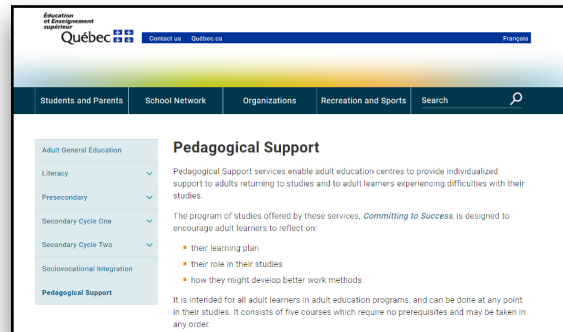 Éducation
et Enseignement
supérieur
Québec
Contact us Québec.ca Français
Students and Parents School Network Organizations Recreation and Sports Search
Adult General Education
Literacy
Presecondary
Secondary Cycle One
Secondary Cycle Two
Sociovocational Integration
Pedagogical Support
Pedagogical Support
Pedagogical Support services enable adult education centres to provide individualized
support to adults returning to studies and to adult learners experiencing difficulties with their
studies.
The program of studies offered by these services, Committing to Success, is designed to
encourage adult learners to reflect on:
their learning plan
their role in their studies
how they might develop better work methods
It is intended for all adult learners in adult education programs, and can be done at any point
in their studies. It consists of five courses which require no prerequisites and may be taken in
any order.